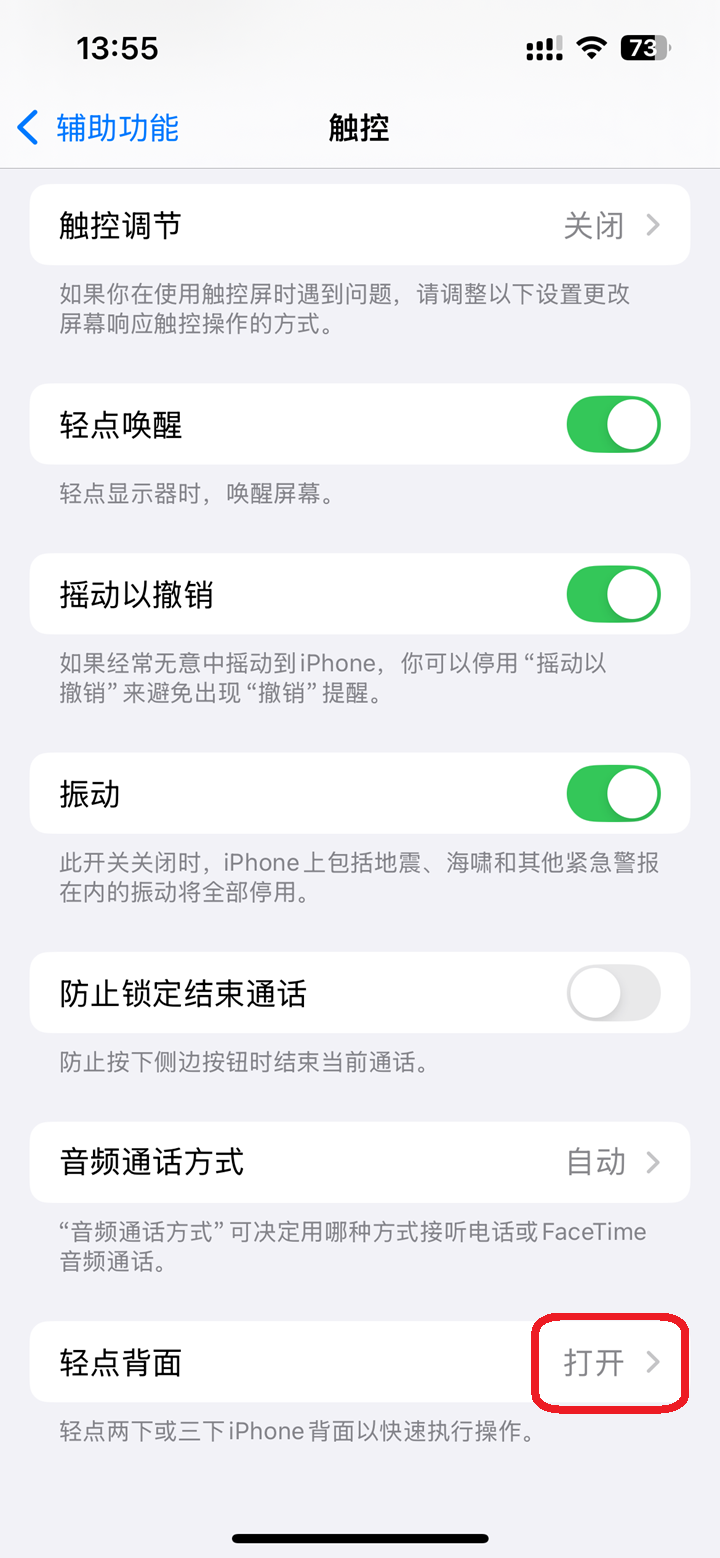 13:55
73
辅助功能
触控
触控调节
关闭
如果你在使用触控屏时遇到问题，请调整以下设置更改
屏幕响应触控操作的方式。
轻点唤醒
轻点显示器时，唤醒屏幕。
摇动以撤销
如果经常无意中摇动到iPhone，你可以停用“摇动以
撤销”来避免出现“撤销”提醒。
振动
此开关关闭时，iPhone上包括地震、海啸和其他紧急警报
在内的振动将全部停用。
防止锁定结束通话
防止按下侧边按钮时结束当前通话。
音频通话方式
自动
“音频通话方式”可决定用哪种方式接听电话或FaceTime
音频通话。
轻点背面
打开
轻点两下或三下iPhone背面以快速执行操作。